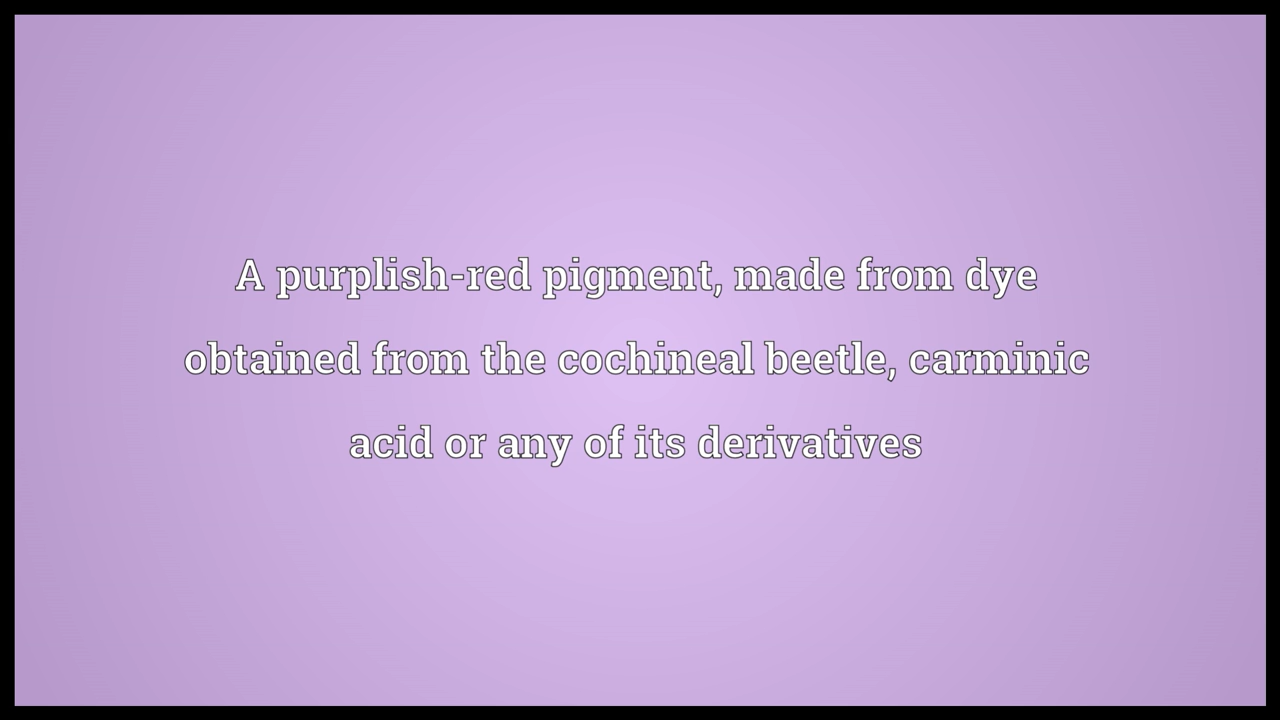 A purplish-red pigment, made from dye
obtained from the cochineal beetle, carminic
acid or any of its derivatives